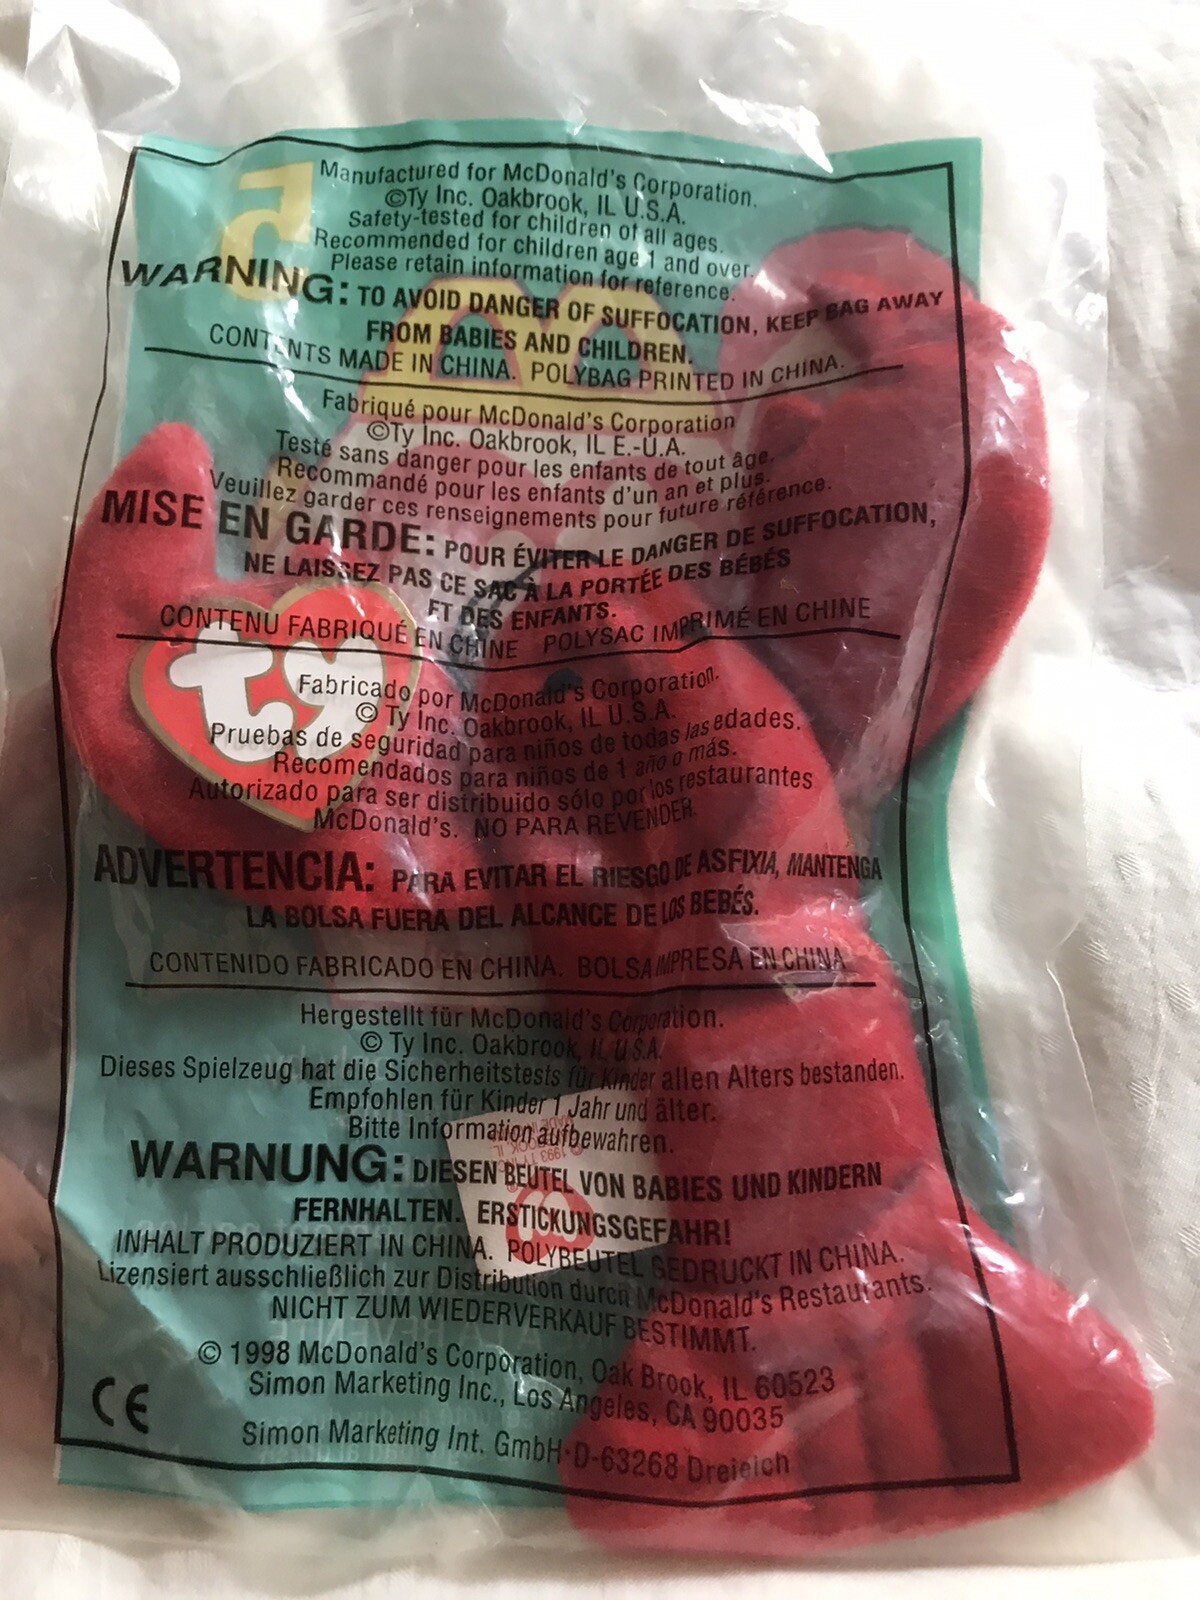 5
Manufactured for McDonald's Corporation.
©Ty Inc. Oakbrook, IL U.S.A.
Safety-tested for children of all ages.
Recommended for children age 1 and over.
Please retain information for reference.
WARNING: TO AVOID DANGER OF SUFFOCATION, KEEP BAG AWAY
FROM BABIES AND CHILDREN.
CONTENTS MADE IN CHINA. POLYBAG PRINTED IN CHINA.
Fabriqué pour McDonald's Corporation
©Ty Inc. Oakbrook, IL E.-U.A.
Testé sans danger pour les enfants de tout âge.
Recommandé pour les enfants d'un an et plus.
Veuillez garder ces renseignements pour future référence.
MISE EN GARDE: POUR ÉVITER LE DANGER DE SUFFOCATION,
NE LAISSEZ PAS CE SAC À LA PORTÉE DES BÉBÉS
ET DES ENFANTS.
CONTENU FABRIQUÉ EN CHINE POLYSAC IMPRIMÉ EN CHINE
ty
Fabricado por McDonald's Corporation.
© Ty Inc. Oakbrook, IL U.S.A.
Pruebas de seguridad para niños de todas las edades.
Recomendados para niños de 1 año o más.
Autorizado para ser distribuido sólo por los restaurantes
McDonald's. NO PARA REVENDER.
ADVERTENCIA: PARA EVITAR EL RIESGO DE ASFIXIA, MANTENGA
LA BOLSA FUERA DEL ALCANCE DE LOS BEBÉS.
CONTENIDO FABRICADO EN CHINA. BOLSA IMPRESA EN CHINA
Hergestellt für McDonald's Corporation.
© Ty Inc. Oakbrook, IL U.S.A.
Dieses Spielzeug hat die Sicherheitstests für Kinder allen Alters bestanden.
Empfohlen für Kinder 1 Jahr und älter.
Bitte Information aufbewahren.
WARNUNG: DIESEN BEUTEL VON BABIES UND KINDERN
FERNHALTEN. ERSTICKUNGSGEFAHR!
INHALT PRODUZIERT IN CHINA. POLYBEUTEL GEDRUCKT IN CHINA.
Lizensiert ausschließlich zur Distribution durch McDonald's Restaurants.
NICHT ZUM WIEDERVERKAUF BESTIMMT.
© 1998 McDonald's Corporation, Oak Brook, IL 60523
Simon Marketing Inc., Los Angeles, CA 90035
CE
Simon Marketing Int. GmbH·D-63268 Dreieich